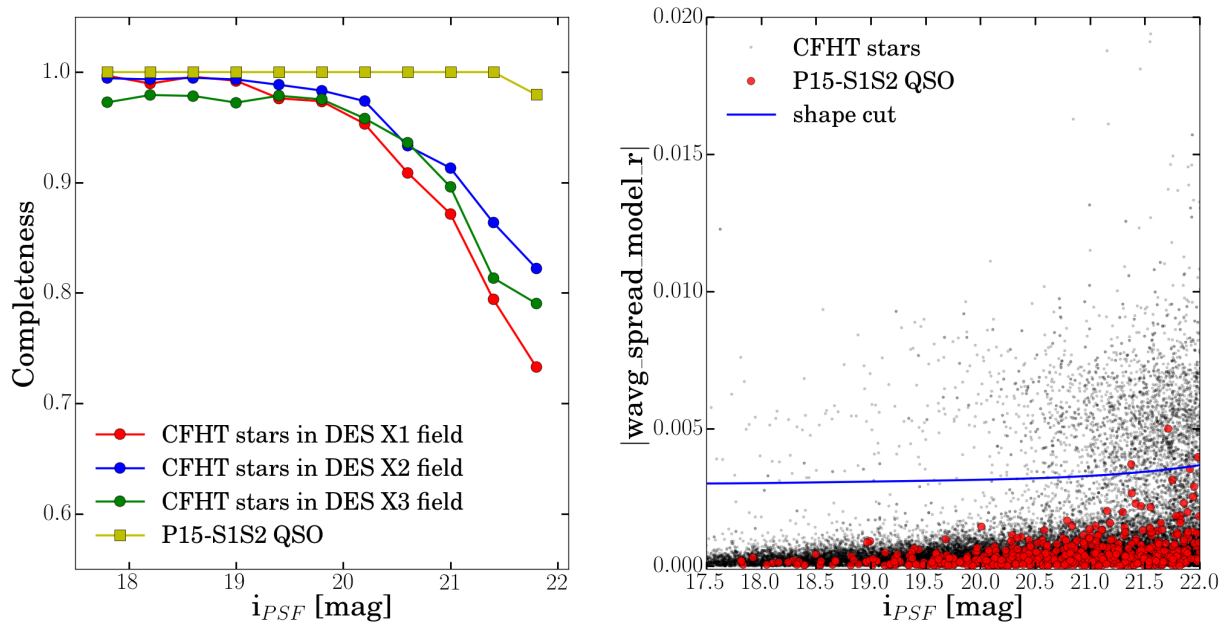 1.0
0.9
0.8
0.7
0.6
Completeness
CFHT stars in DES X1 field
CFHT stars in DES X2 field
CFHT stars in DES X3 field
P15-S1S2 QSO
18 19 20 21 22
i_PSF [mag]
0.020
0.015
0.010
0.005
0.000
|wavg_spread_model_r|
CFHT stars
P15-S1S2 QSO
shape cut
17.5 18.0 18.5 19.0 19.5 20.0 20.5 21.0 21.5 22.0
i_PSF [mag]